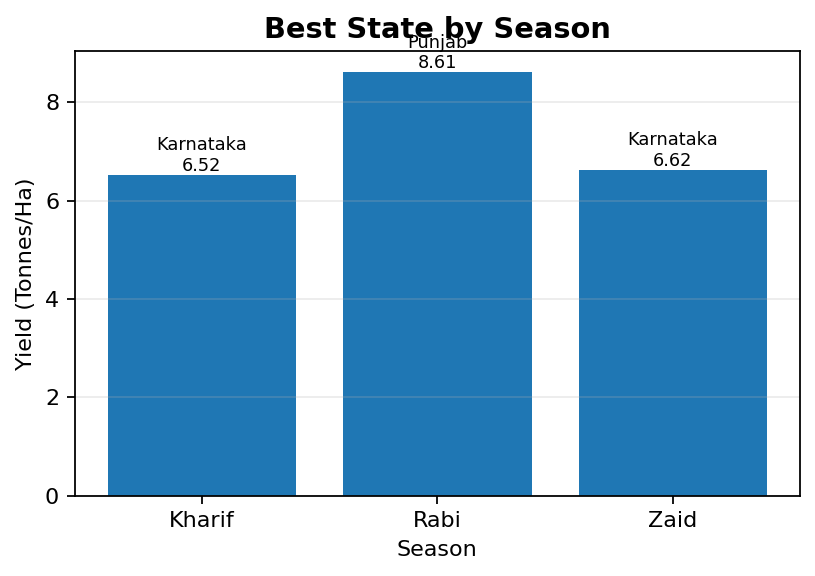 Best State by Season
Punjab
8.61
Karnataka
6.52
Karnataka
6.62
8
6
4
2
0
Yield (Tonnes/Ha)
Kharif
Rabi
Zaid
Season